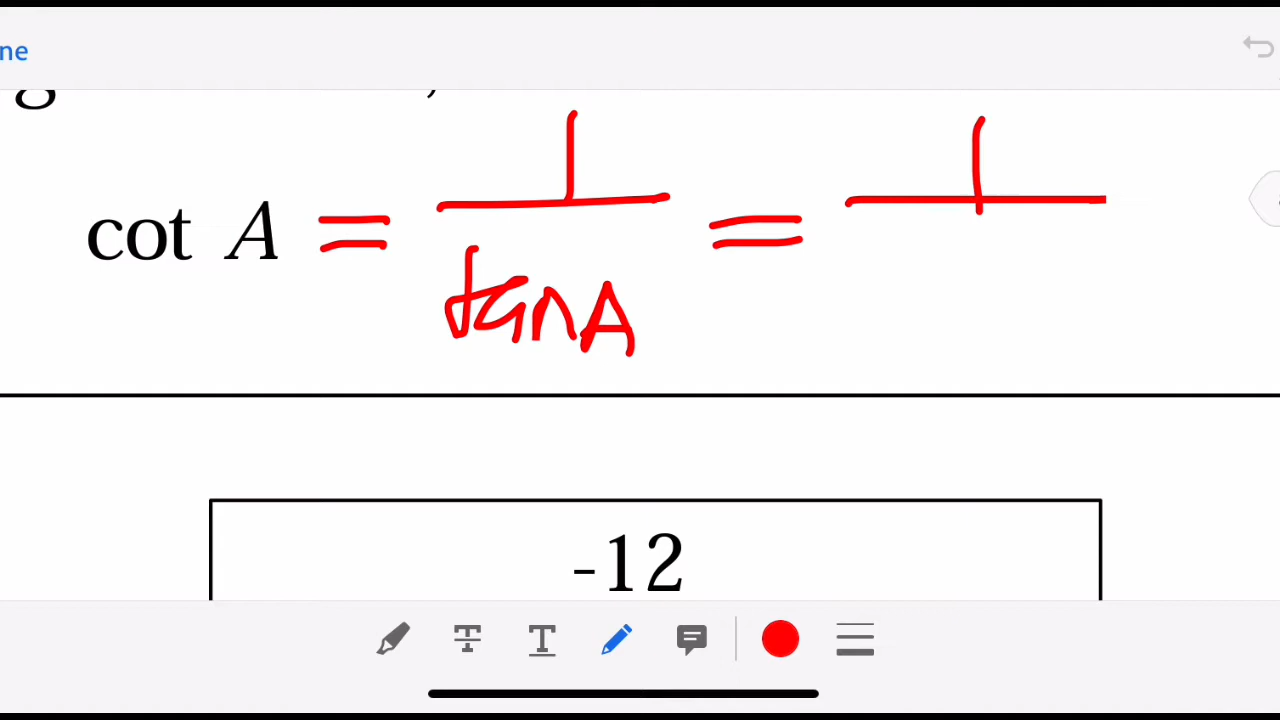 ne
g ,
cot A = 1/tanA = 1/
-12